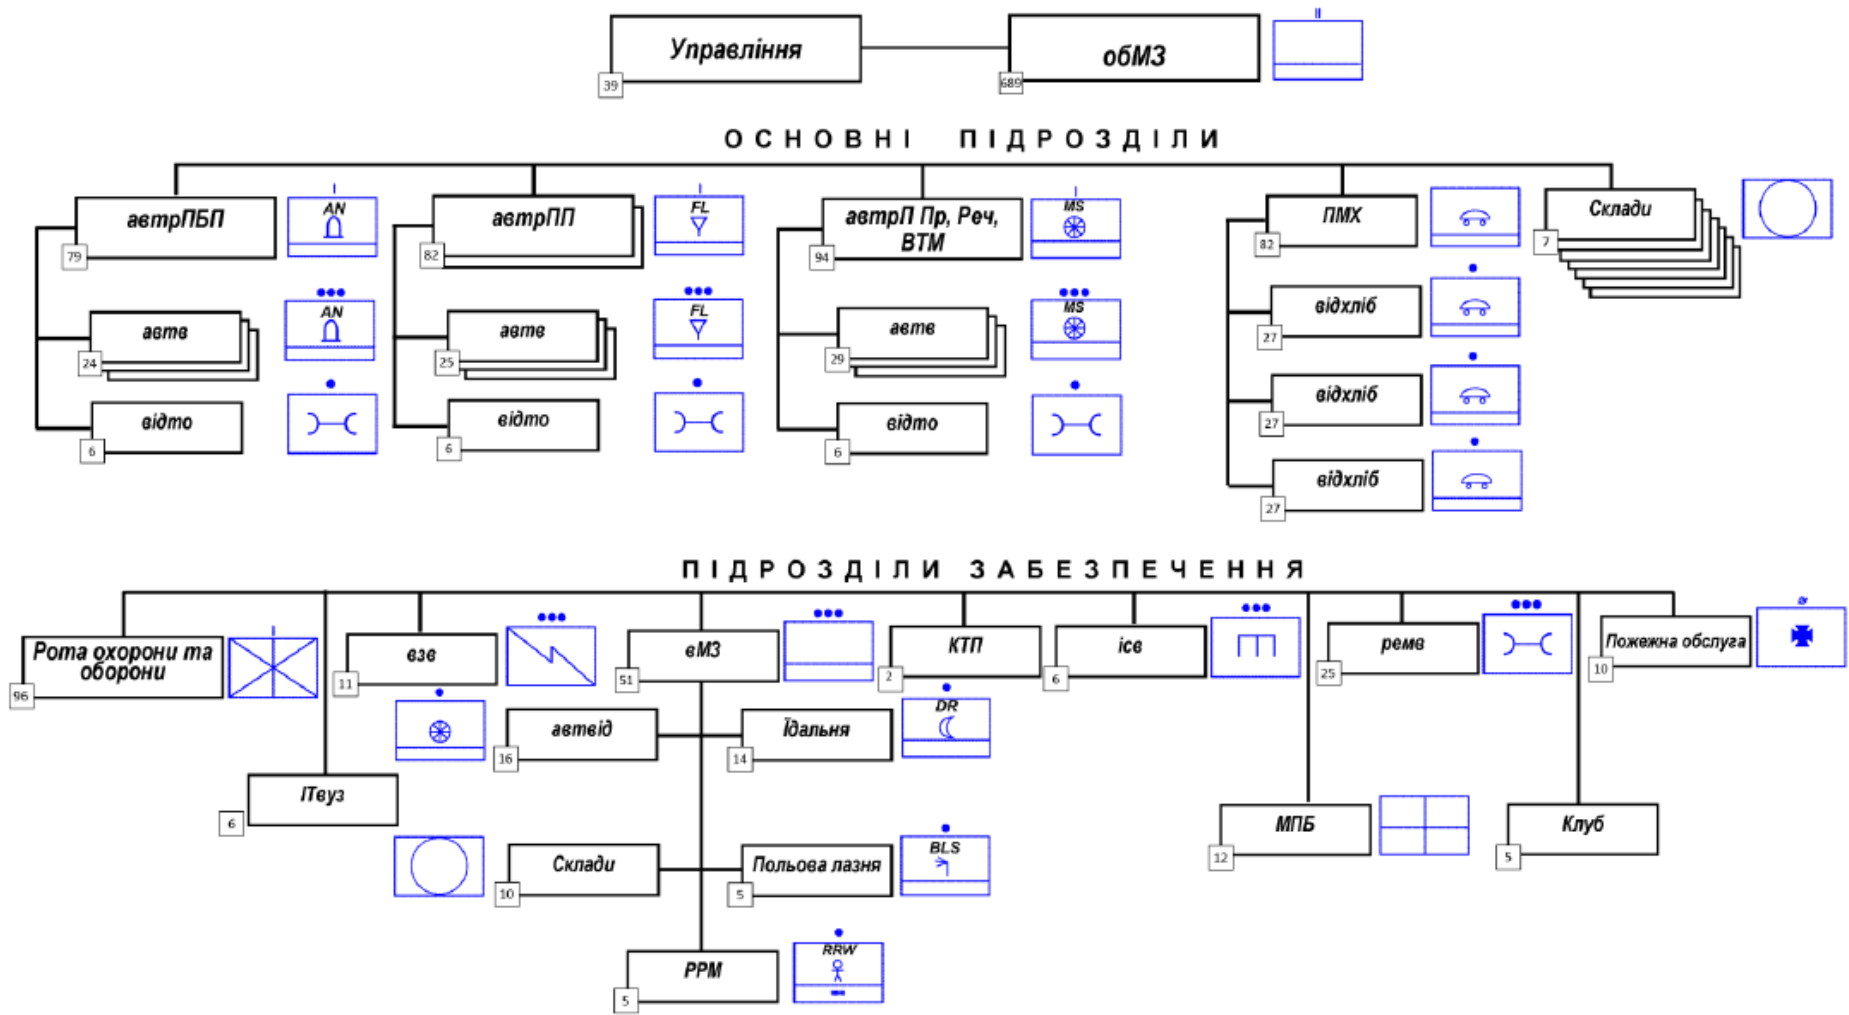 Управління
39
обМЗ
689
ОСНОВНІ ПІДРОЗДІЛИ
автрПБП
79
AN
автв
24
AN
відто
6
автрПП
82
FL
автв
25
FL
відто
6
автрП Пр, Реч,
ВТМ
94
MS
автв
29
MS
відто
6
ПМХ
82
відхліб
27
відхліб
27
відхліб
27
Склади
7
ПІДРОЗДІЛИ ЗАБЕЗПЕЧЕННЯ
Рота охорони та
оборони
96
ІТвуз
6
взв
11
вМЗ
51
автвід
16
Їдальня
14
DR
Склади
10
Польова лазня
5
BLS
РРМ
5
RRW
КТП
2
ісв
6
МПБ
12
ремв
25
Клуб
5
Пожежна обслуга
10